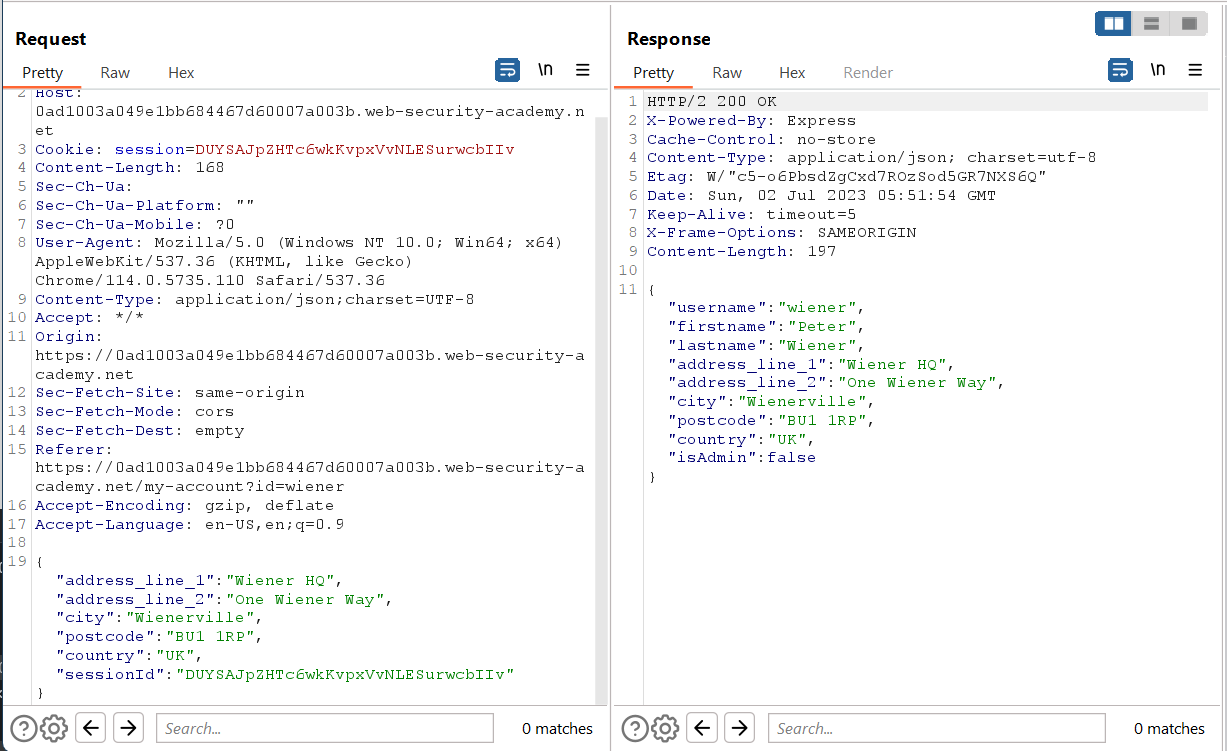 Request
Pretty Raw Hex \n
2 Host:
0ad1003a049e1bb684467d60007a003b.web-security-academy.n
et
3 Cookie: session=DUYSAJpZHTc6wkKvpxVvNLESurwcbIIv
4 Content-Length: 168
5 Sec-Ch-Ua:
6 Sec-Ch-Ua-Platform: ""
7 Sec-Ch-Ua-Mobile: ?0
8 User-Agent: Mozilla/5.0 (Windows NT 10.0; Win64; x64)
AppleWebKit/537.36 (KHTML, like Gecko)
Chrome/114.0.5735.110 Safari/537.36
9 Content-Type: application/json;charset=UTF-8
10 Accept: */*
11 Origin:
https://0ad1003a049e1bb684467d60007a003b.web-security-a
cademy.net
12 Sec-Fetch-Site: same-origin
13 Sec-Fetch-Mode: cors
14 Sec-Fetch-Dest: empty
15 Referer:
https://0ad1003a049e1bb684467d60007a003b.web-security-a
cademy.net/my-account?id=wiener
16 Accept-Encoding: gzip, deflate
17 Accept-Language: en-US,en;q=0.9
18
19 {
"address_line_1":"Wiener HQ",
"address_line_2":"One Wiener Way",
"city":"Wienerville",
"postcode":"BU1 1RP",
"country":"UK",
"sessionId":"DUYSAJpZHTc6wkKvpxVvNLESurwcbIIv"
}
Search... 0 matches
Response
Pretty Raw Hex Render \n
1 HTTP/2 200 OK
2 X-Powered-By: Express
3 Cache-Control: no-store
4 Content-Type: application/json; charset=utf-8
5 Etag: W/"c5-o6PbsdZgCxd7ROzSod5GR7NXS6Q"
6 Date: Sun, 02 Jul 2023 05:51:54 GMT
7 Keep-Alive: timeout=5
8 X-Frame-Options: SAMEORIGIN
9 Content-Length: 197
10
11 {
"username":"wiener",
"firstname":"Peter",
"lastname":"Wiener",
"address_line_1":"Wiener HQ",
"address_line_2":"One Wiener Way",
"city":"Wienerville",
"postcode":"BU1 1RP",
"country":"UK",
"isAdmin":false
}
Search... 0 matches